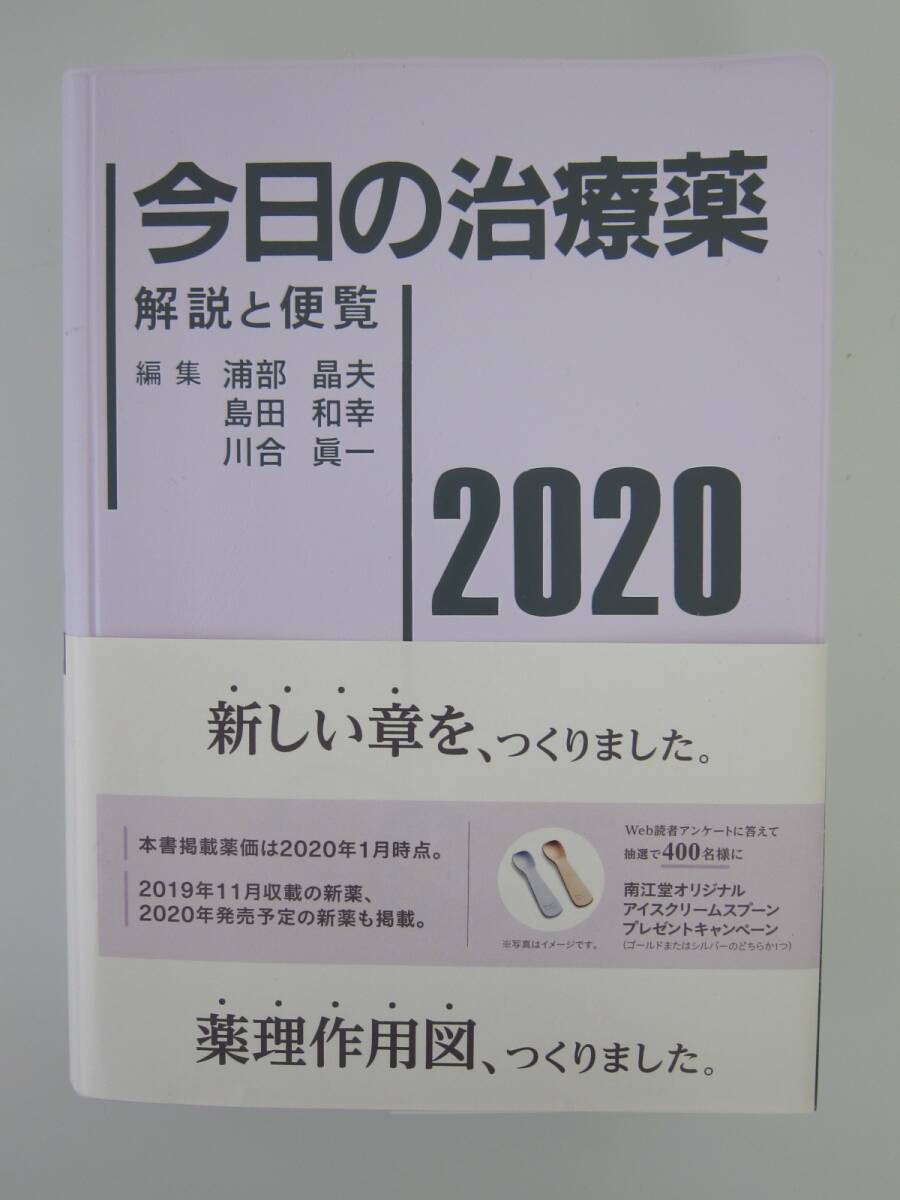 今日の治療薬
解説と便覧
編集 浦部 晶夫
島田 和幸
川合 眞一
2020
新しい章を、つくりました。
本書掲載薬価は2020年1月時点。
2019年11月収載の新薬、
2020年発売予定の新薬も掲載。
※写真はイメージです。
Web読者アンケートに答えて
抽選で400名様に
南江堂オリジナル
アイスクリームスプーン
プレゼントキャンペーン
(ゴールドまたはシルバーのどちらか1つ)
薬理作用図、つくりました。